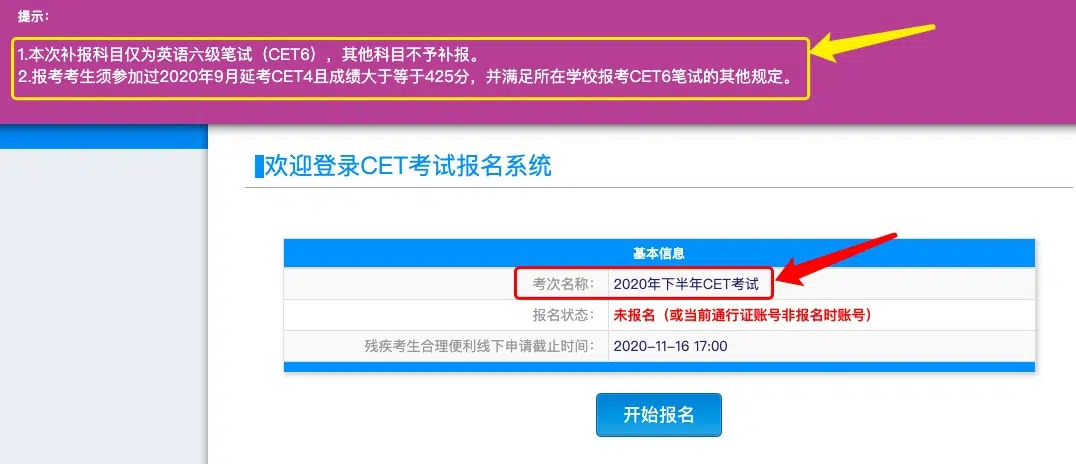 提示：
1.本次补报科目仅为英语六级笔试（CET6），其他科目不予补报。
2.报考考生须参加过2020年9月延考CET4且成绩大于等于425分，并满足所在学校报考CET6笔试的其他规定。
欢迎登录CET考试报名系统
基本信息
考次名称： 2020年下半年CET考试
报名状态： 未报名（或当前通行证账号非报名时账号）
残疾考生合理便利线下申请截止时间： 2020-11-16 17:00
开始报名